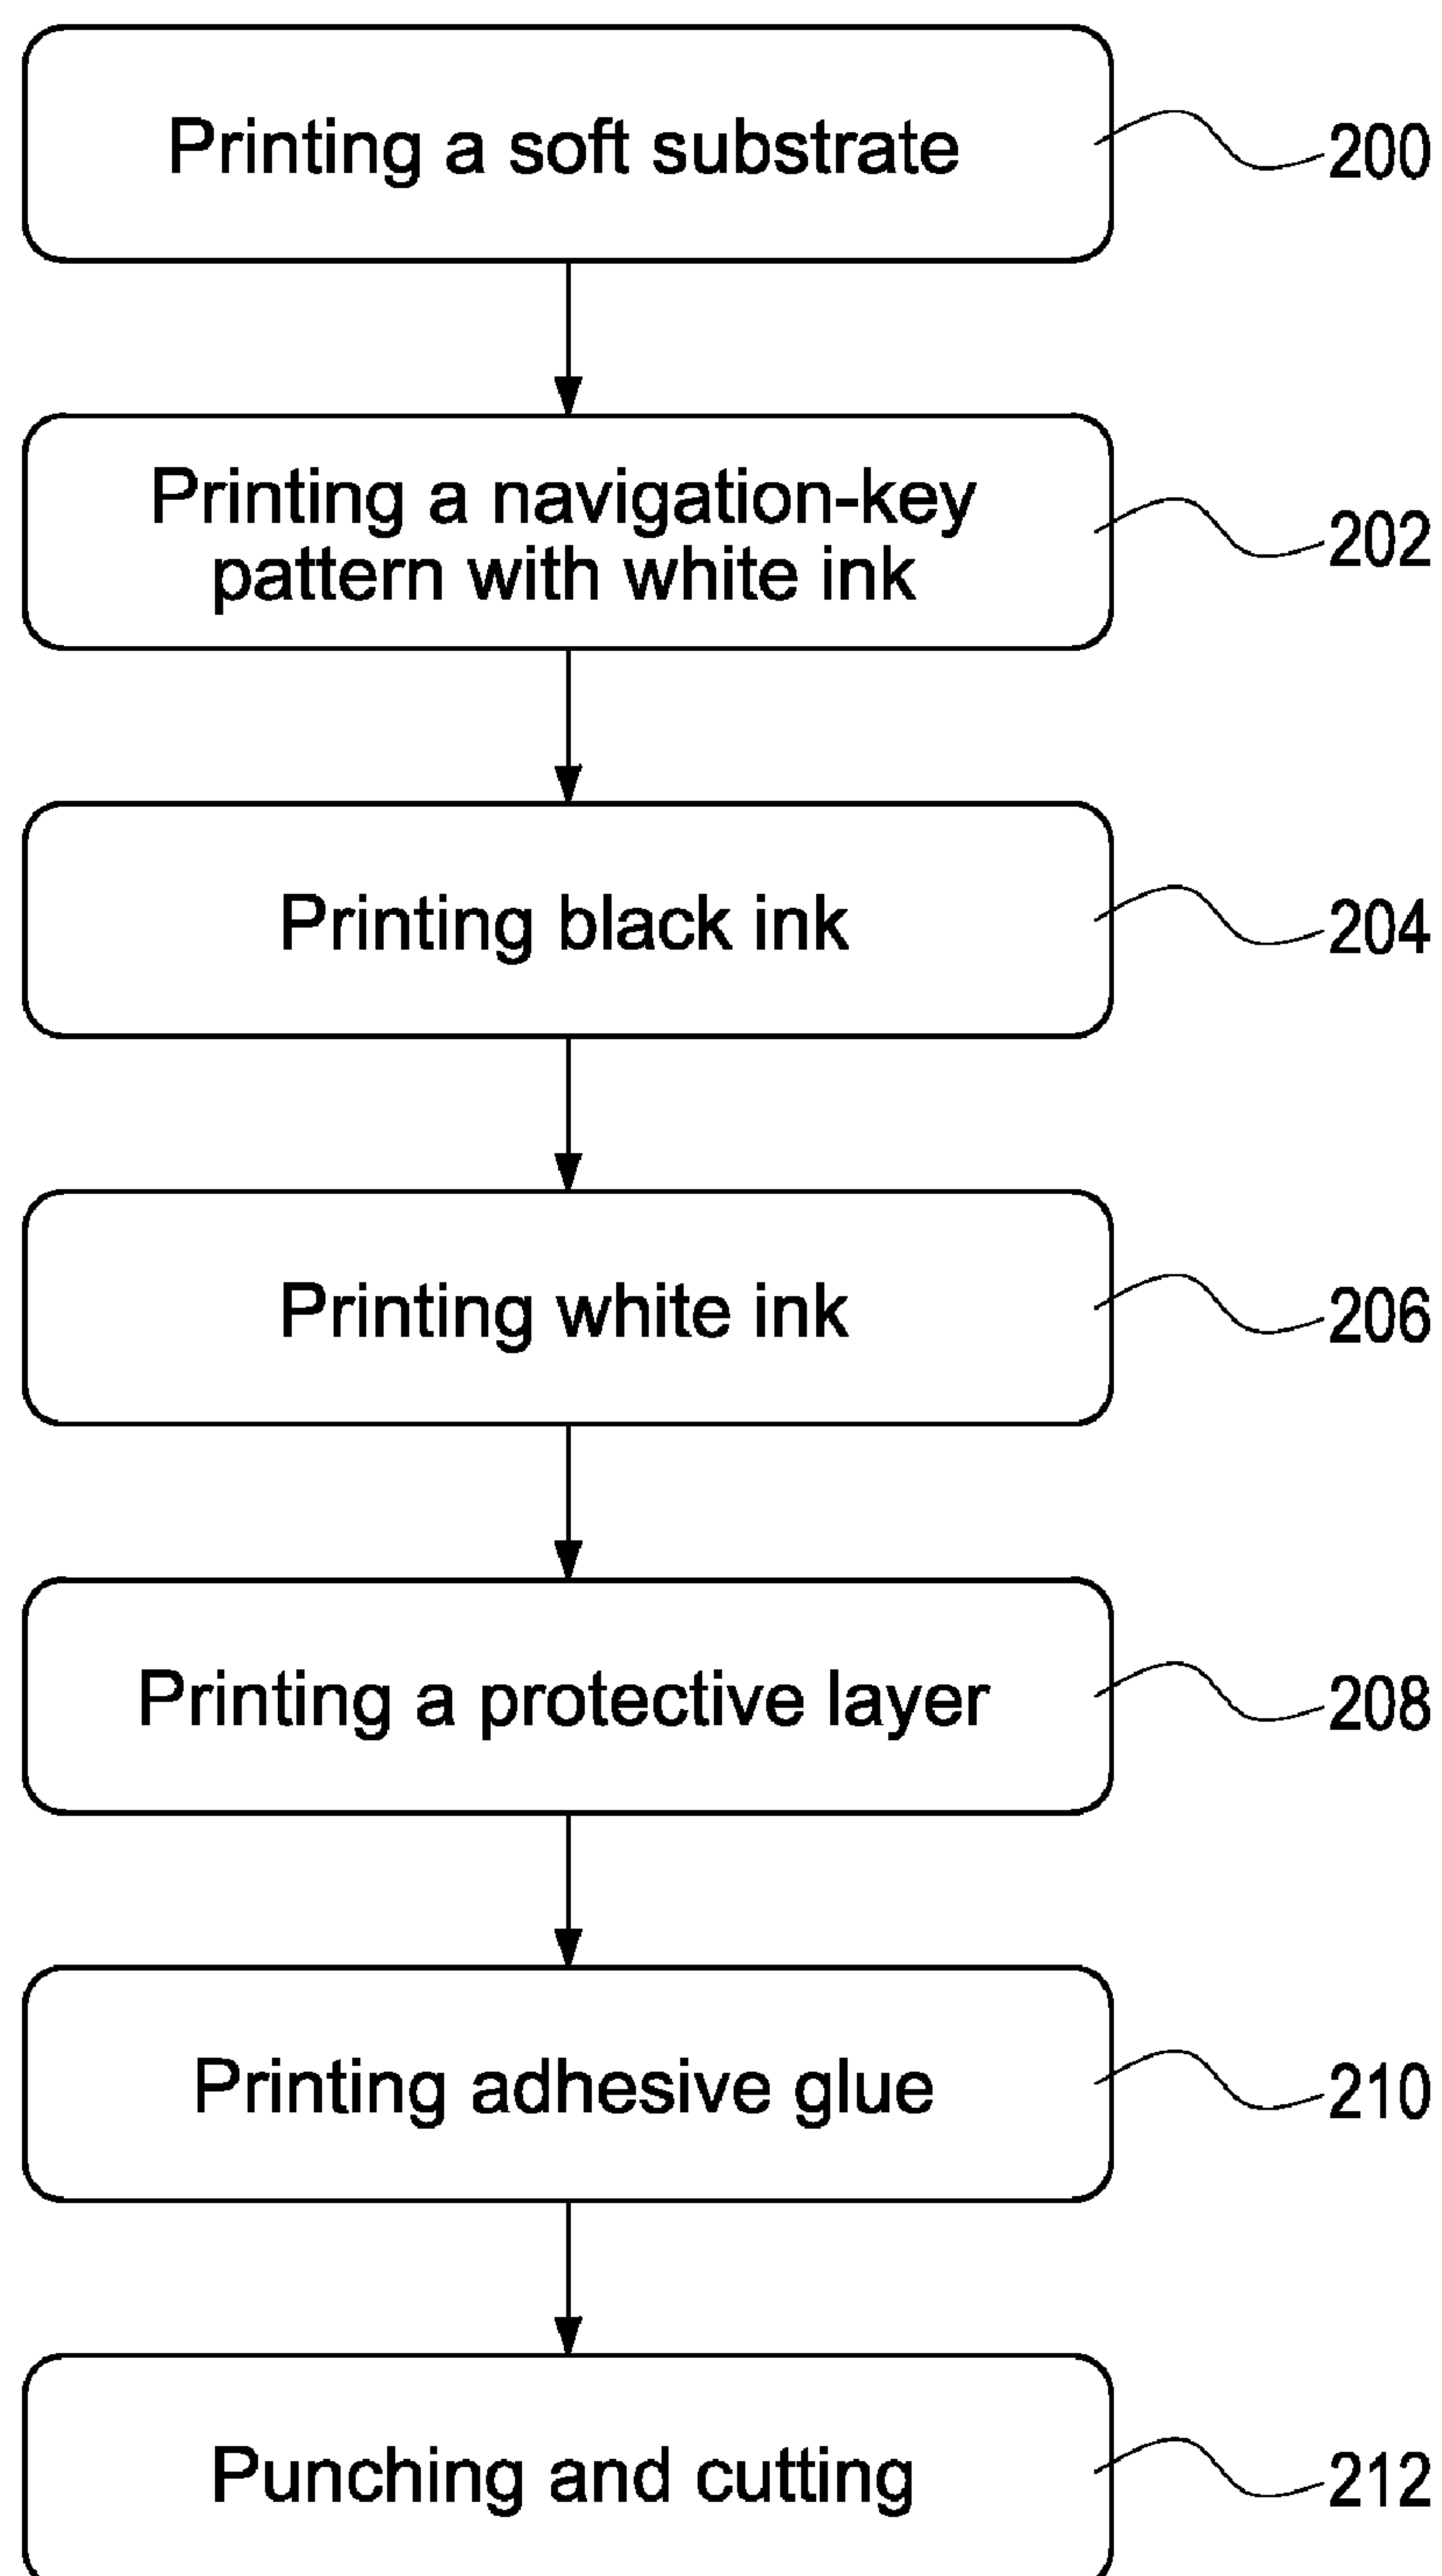 Printing a soft substrate
200
Printing a navigation-key
pattern with white ink
202
Printing black ink
204
Printing white ink
206
Printing a protective layer
208
Printing adhesive glue
210
Punching and cutting
212